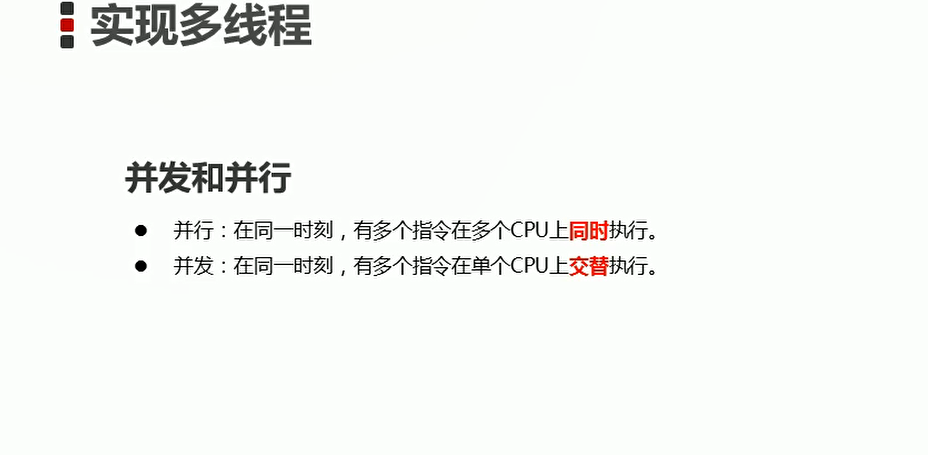 实现多线程
并发和并行
● 并行：在同一时刻，有多个指令在多个CPU上同时执行。
● 并发：在同一时刻，有多个指令在单个CPU上交替执行。